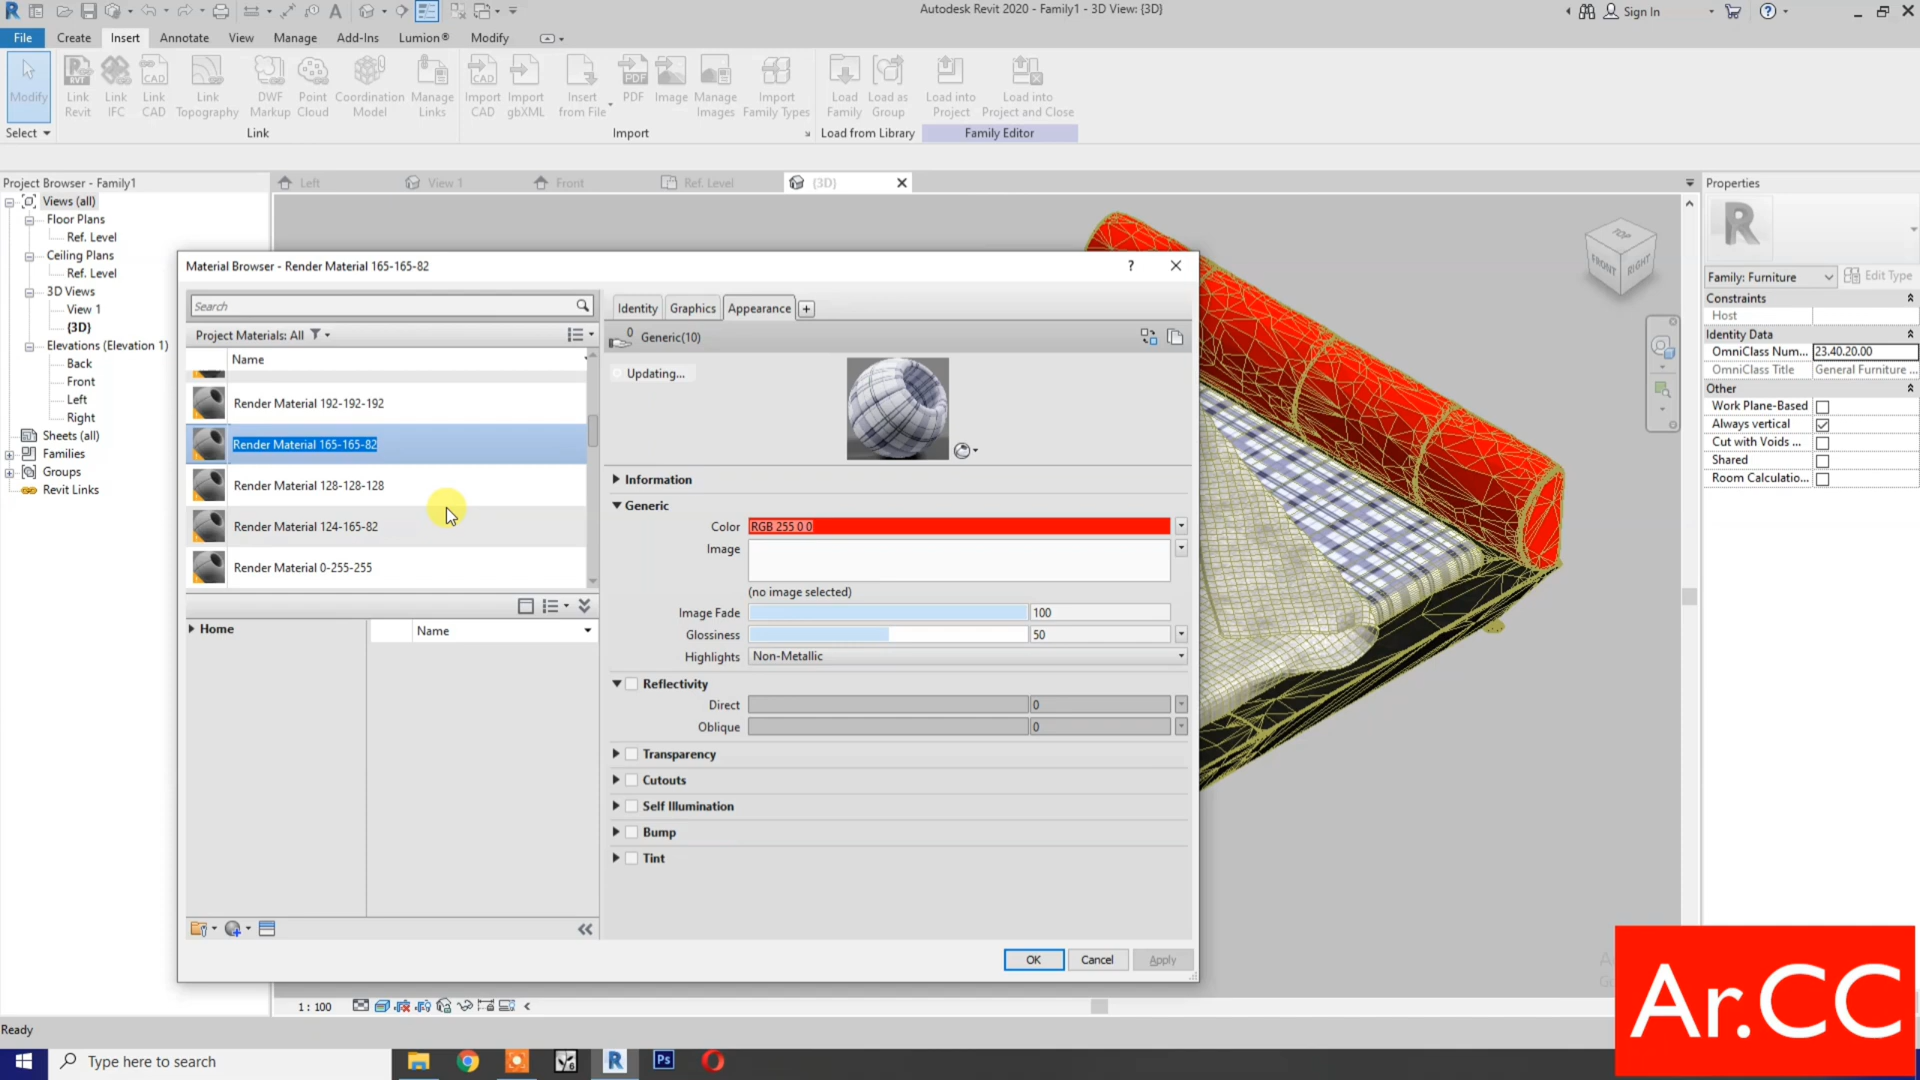 Autodesk Revit 2020 - Family1 - 3D View: {3D}
Sign In
File Create Insert Annotate View Manage Add-Ins Lumion® Modify
Modify
Link Revit
Link IFC
Link CAD
Link Topography
DWF Markup
Point Cloud
Coordination Model
Manage Links
Import CAD
Import gbXML
Insert from File
PDF
Image
Manage Images
Import Family Types
Load Family
Load as Group
Load into Project
Load into Project and Close
Select Link Import Load from Library Family Editor
Project Browser - Family1
Left View 1 Front Ref. Level {3D}
Properties
Views (all)
Floor Plans
Ref. Level
Ceiling Plans
Ref. Level
3D Views
View 1
{3D}
Elevations (Elevation 1)
Back
Front
Left
Right
Sheets (all)
Families
Groups
Revit Links
Material Browser - Render Material 165-165-82
?
Search
Project Materials: All
Name
Render Material 192-192-192
Render Material 165-165-82
Render Material 128-128-128
Render Material 124-165-82
Render Material 0-255-255
Home
Name
Identity Graphics Appearance +
0
Generic(10)
Updating...
Information
Generic
Color RGB 255 0 0
Image
(no image selected)
Image Fade 100
Glossiness 50
Highlights Non-Metallic
Reflectivity
Direct 0
Oblique 0
Transparency
Cutouts
Self Illumination
Bump
Tint
OK Cancel Apply
TOP
FRONT
RIGHT
Family: Furniture Edit Type
Constraints
Host
Identity Data
OmniClass Num... 23.40.20.00
OmniClass Title General Furniture ...
Other
Work Plane-Based
Always vertical
Cut with Voids ...
Shared
Room Calculatio...
1 : 100
Ready
Type here to search
Ps
Ar.CC